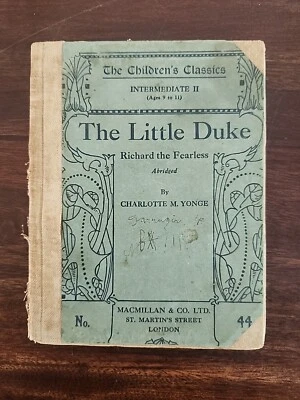 The Children's Classics
INTERMEDIATE II
(Ages 9 to 11)
The Little Duke
Richard the Fearless
Abridged
By
CHARLOTTE M. YONGE
MACMILLAN & CO. LTD.
ST. MARTIN'S STREET
LONDON
No. 44